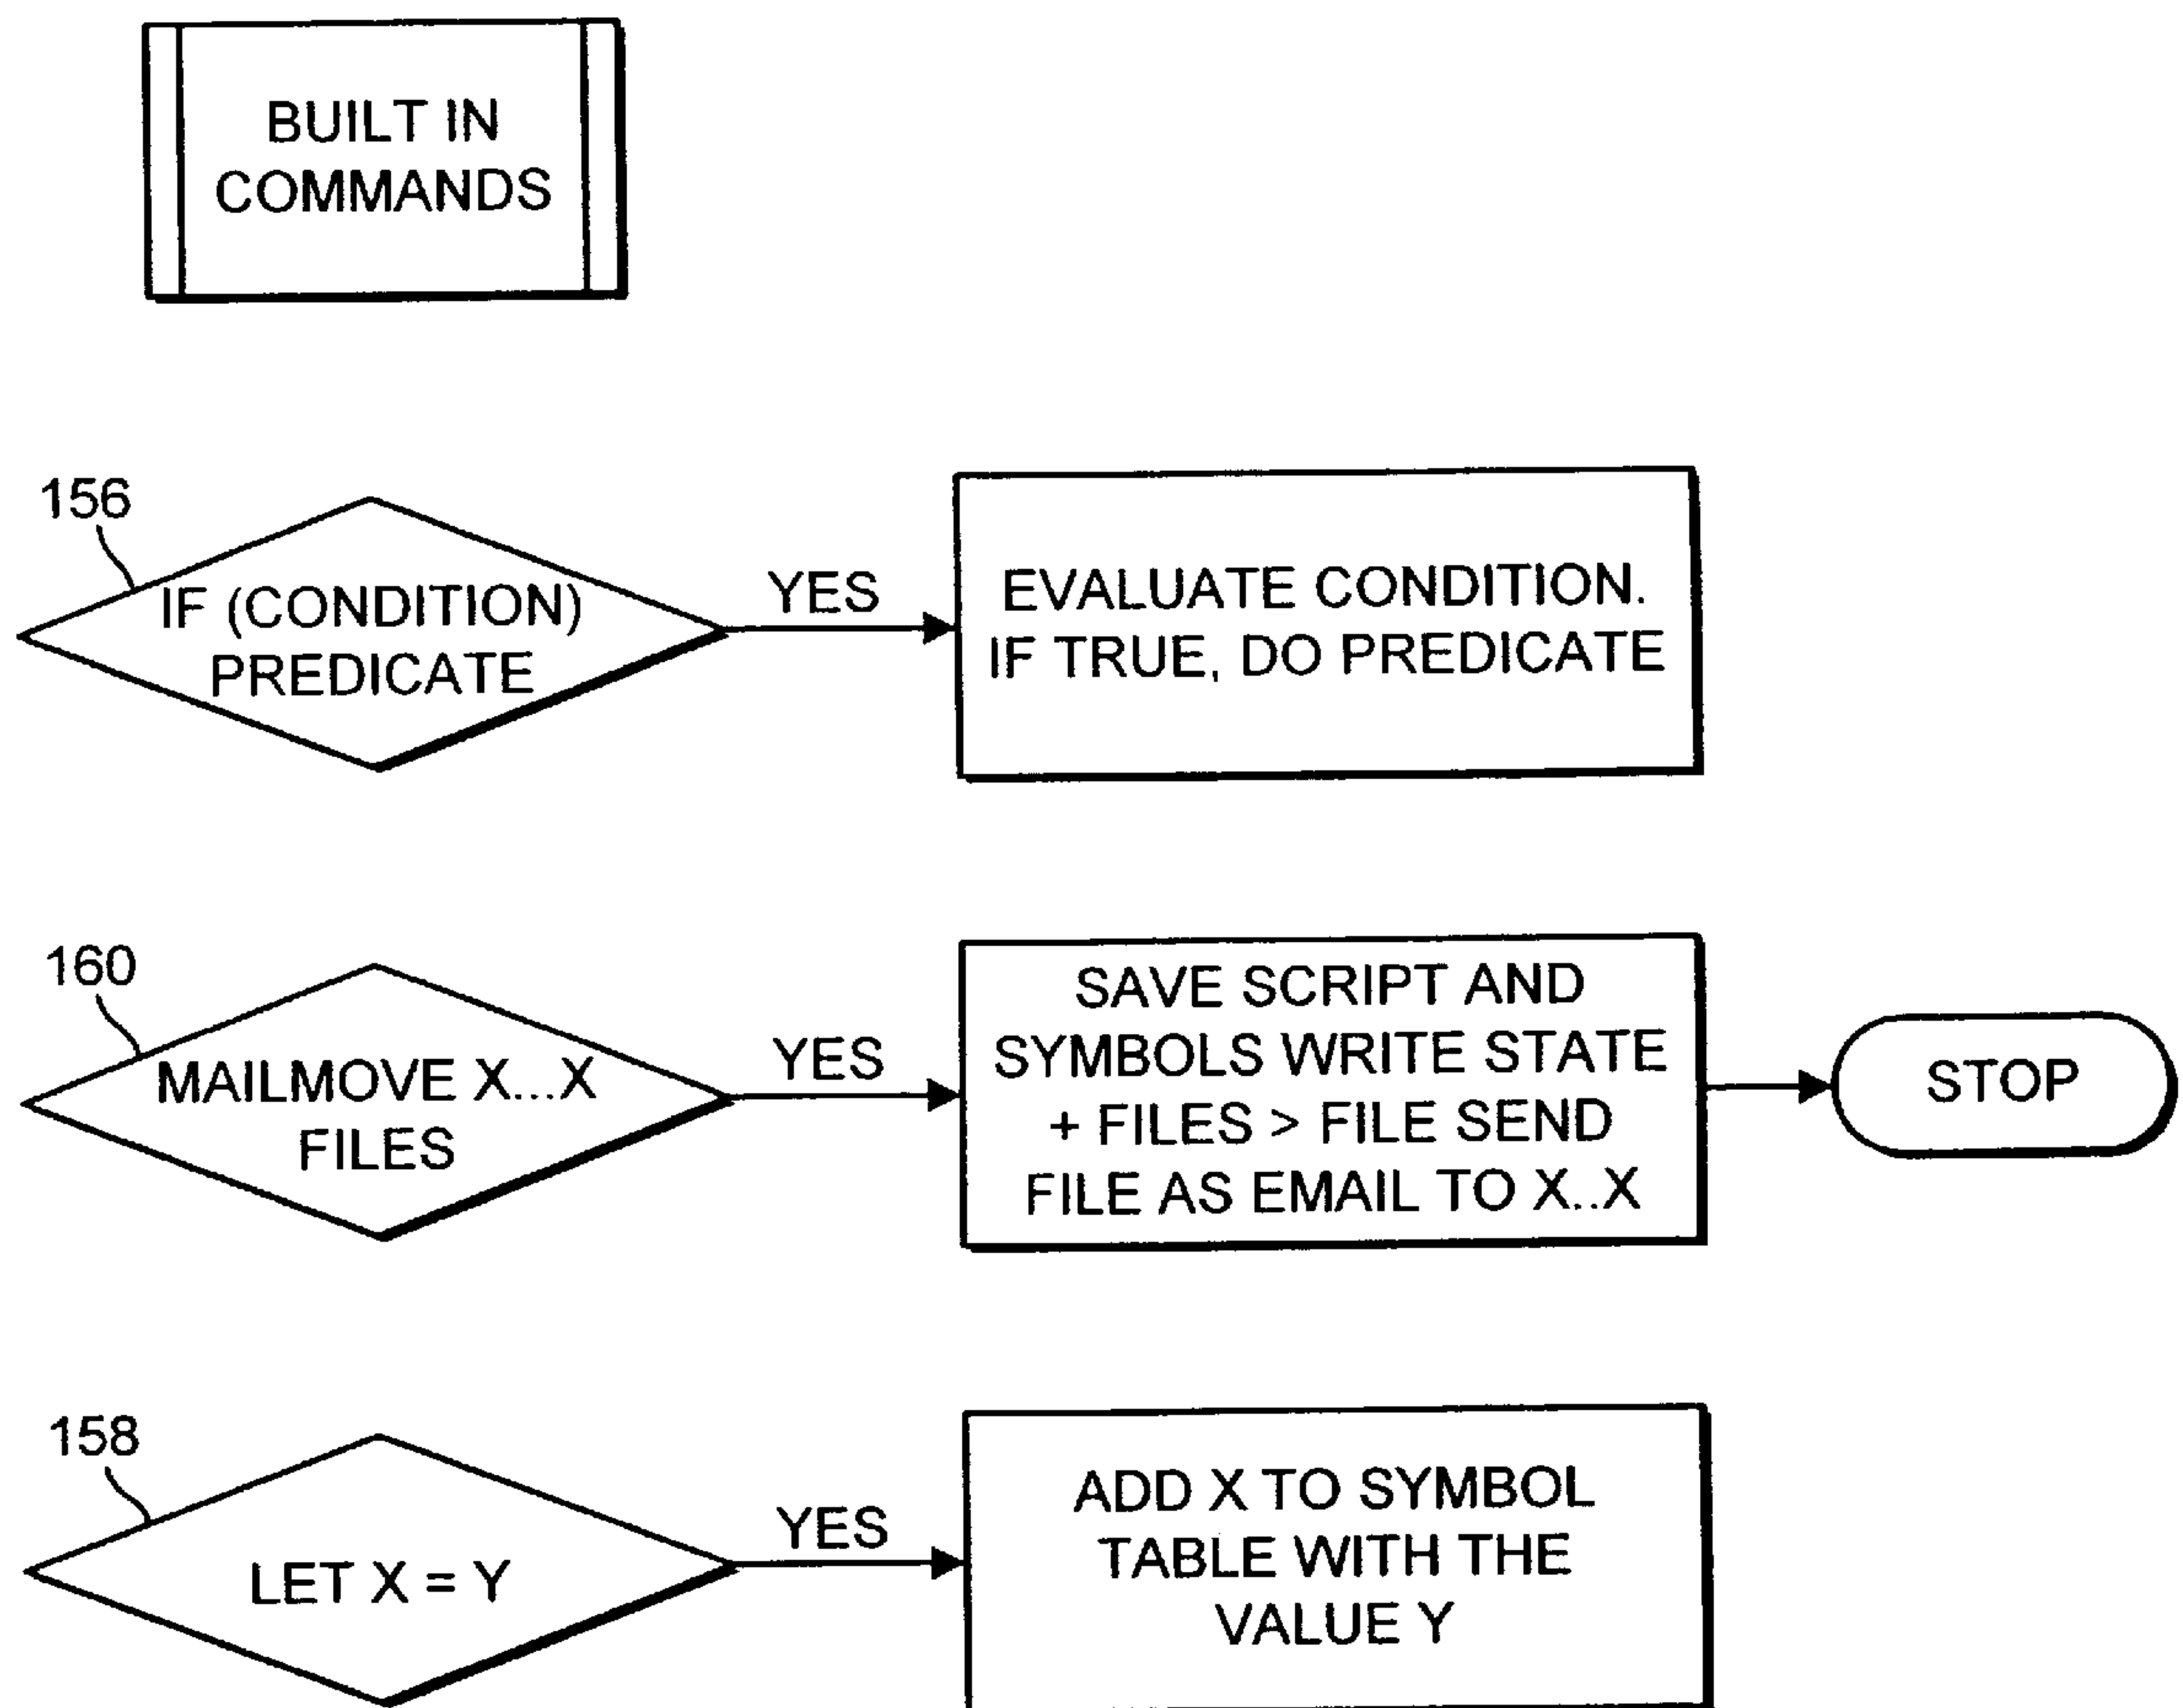 BUILT IN
COMMANDS
156
IF (CONDITION)
PREDICATE
YES
EVALUATE CONDITION.
IF TRUE, DO PREDICATE
160
MAILMOVE X...X
FILES
YES
SAVE SCRIPT AND
SYMBOLS WRITE STATE
+ FILES > FILE SEND
FILE AS EMAIL TO X..X
STOP
158
LET X = Y
YES
ADD X TO SYMBOL
TABLE WITH THE
VALUE Y